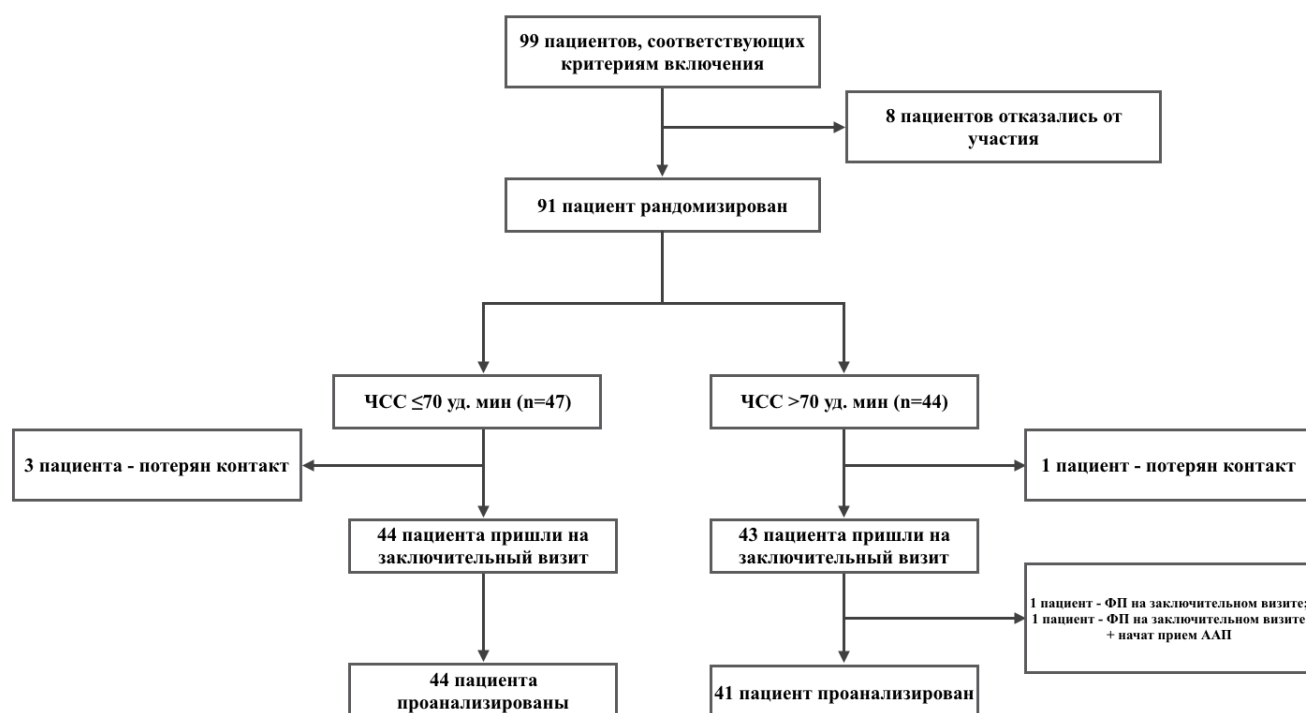 99 пациентов, соответствующих
критериям включения
8 пациентов отказались от
участия
91 пациент рандомизирован
ЧСС ≤70 уд. мин (n=47)
ЧСС >70 уд. мин (n=44)
3 пациента - потерян контакт
1 пациент - потерян контакт
44 пациента пришли на
заключительный визит
43 пациента пришли на
заключительный визит
1 пациент - ФП на заключительном визите;
1 пациент - ФП на заключительном визите
+ начат прием ААП
44 пациента
проанализированы
41 пациент проанализирован